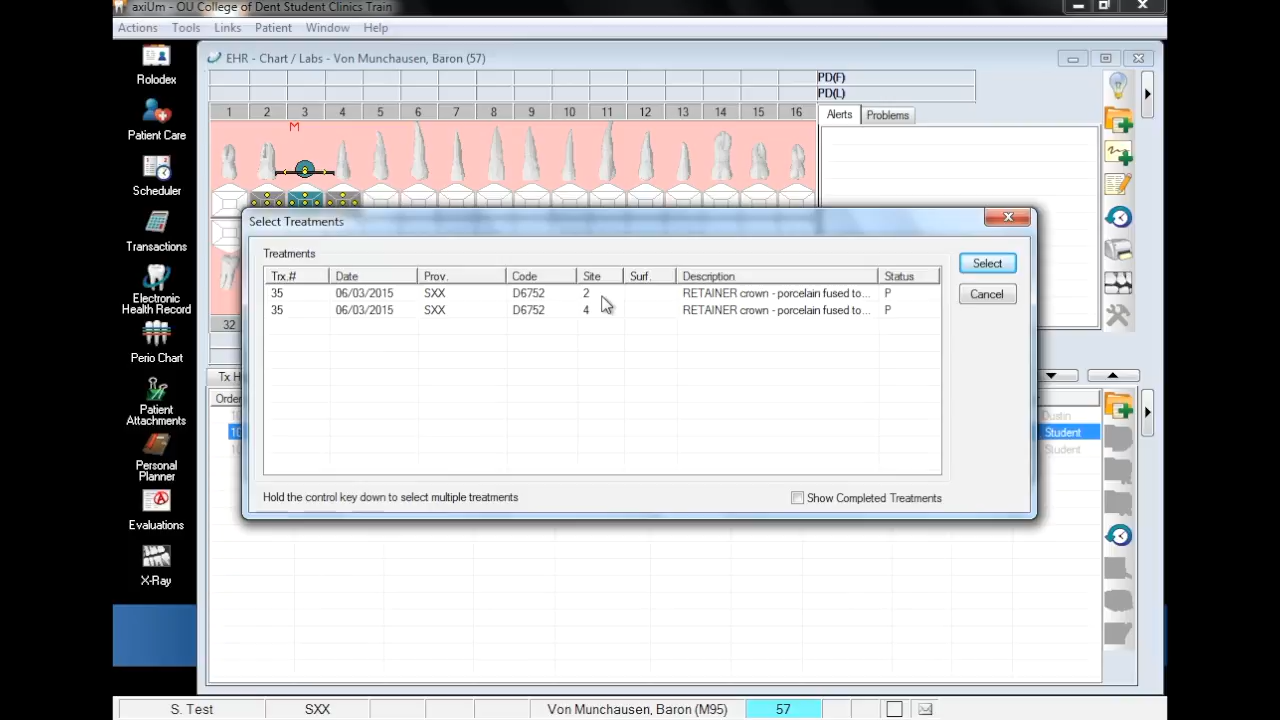 axiUm - OU College of Dent Student Clinics Train
Actions Tools Links Patient Window Help
Rolodex
Patient Care
Scheduler
Transactions
Electronic
Health Record
Perio Chart
Patient
Attachments
Personal
Planner
Evaluations
X-Ray
EHR - Chart / Labs - Von Munchausen, Baron (57)
PD(F)
PD(L)
1 2 3 4 5 6 7 8 9 10 11 12 13 14 15 16
M
Alerts Problems
32
Select Treatments
Treatments
Trx.# Date Prov. Code Site Surf. Description Status
35 06/03/2015 SXX D6752 2 RETAINER crown - porcelain fused to... P
35 06/03/2015 SXX D6752 4 RETAINER crown - porcelain fused to... P
Select
Cancel
Hold the control key down to select multiple treatments
Show Completed Treatments
Dustin
Student
Student
S. Test SXX Von Munchausen, Baron (M95) 57